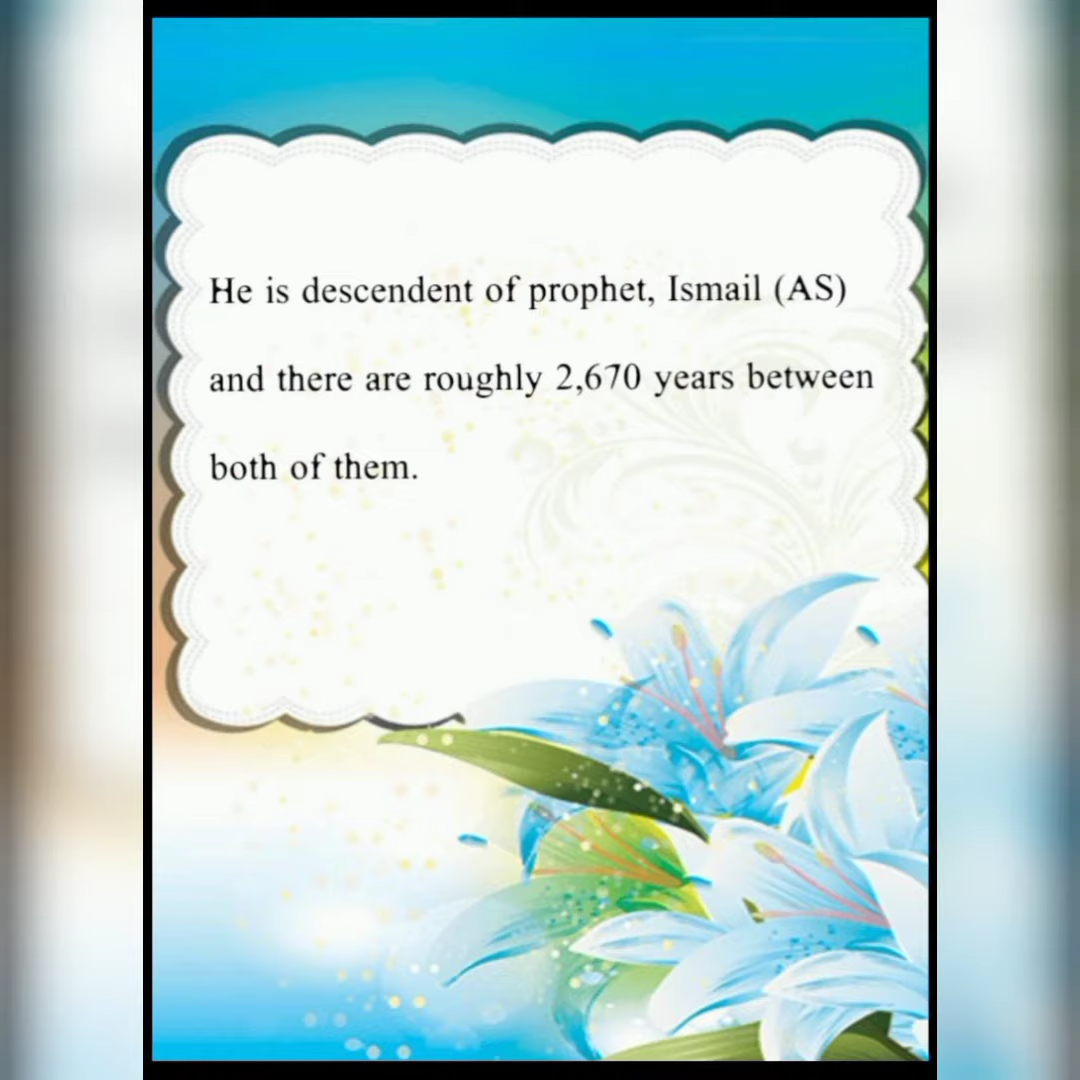 He is descendent of prophet, Ismail (AS)
and there are roughly 2,670 years between
both of them.